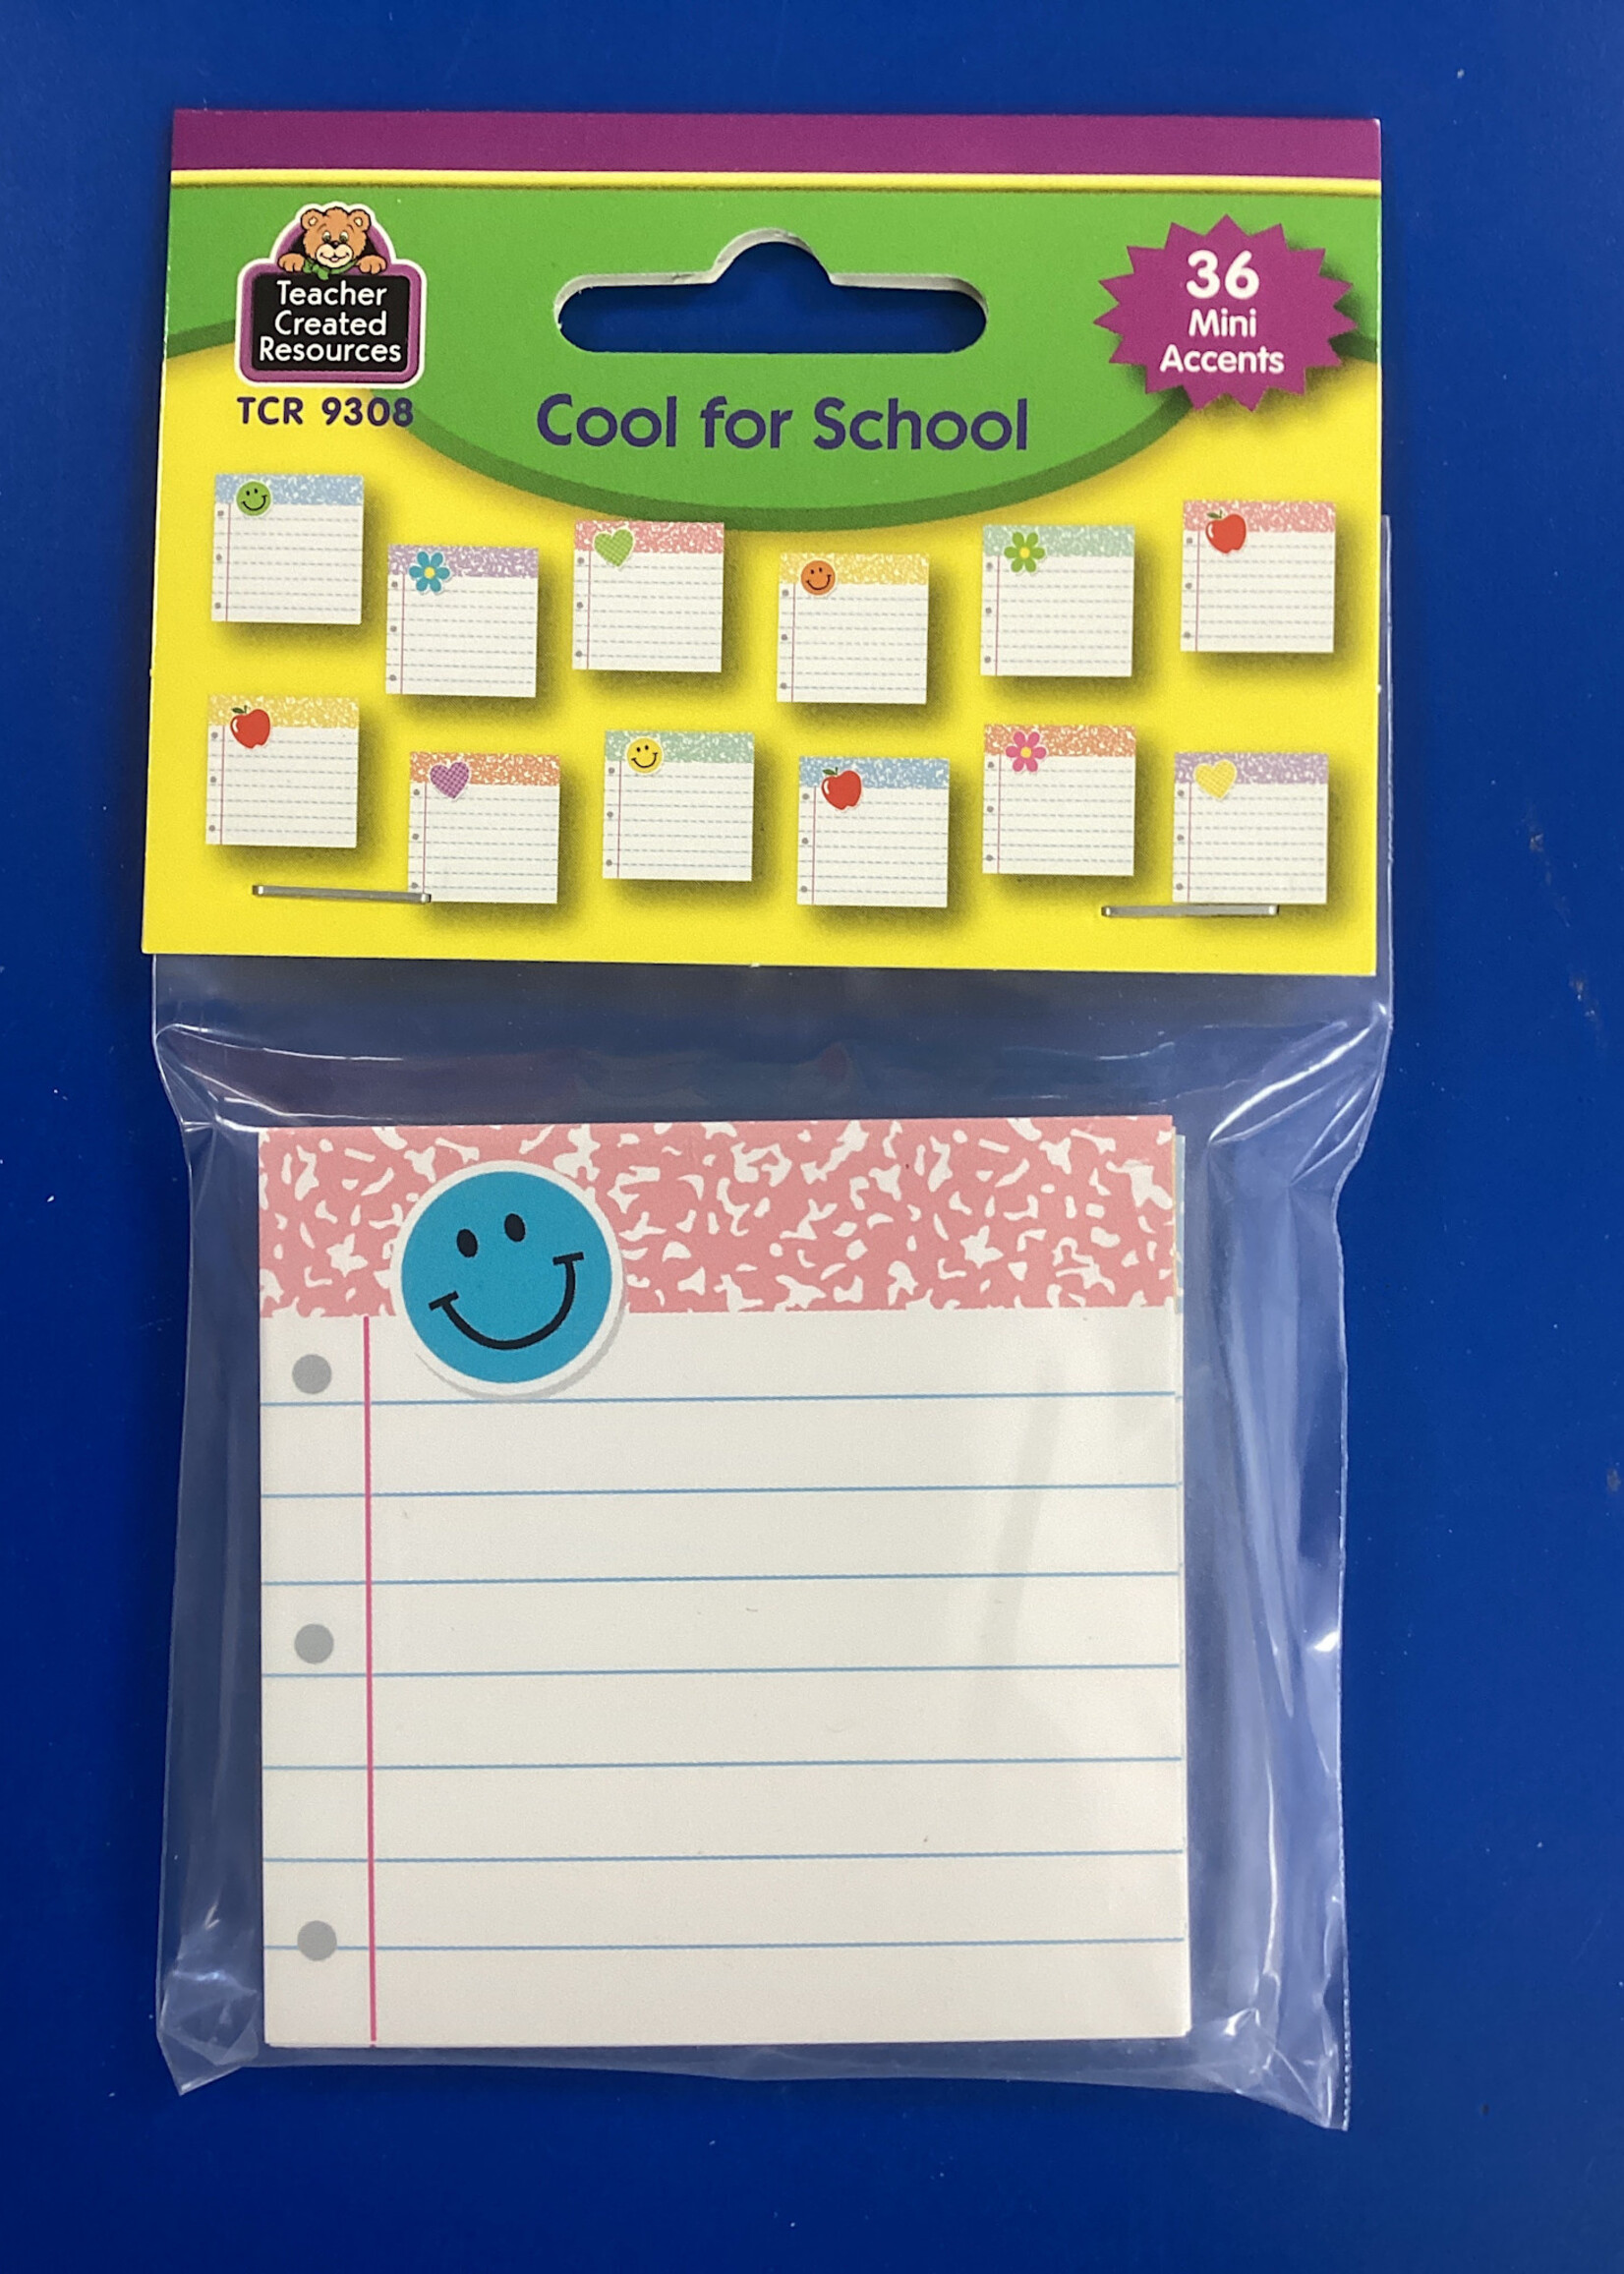 Teacher
Created
Resources
TCR 9308
36
Mini
Accents
Cool for School